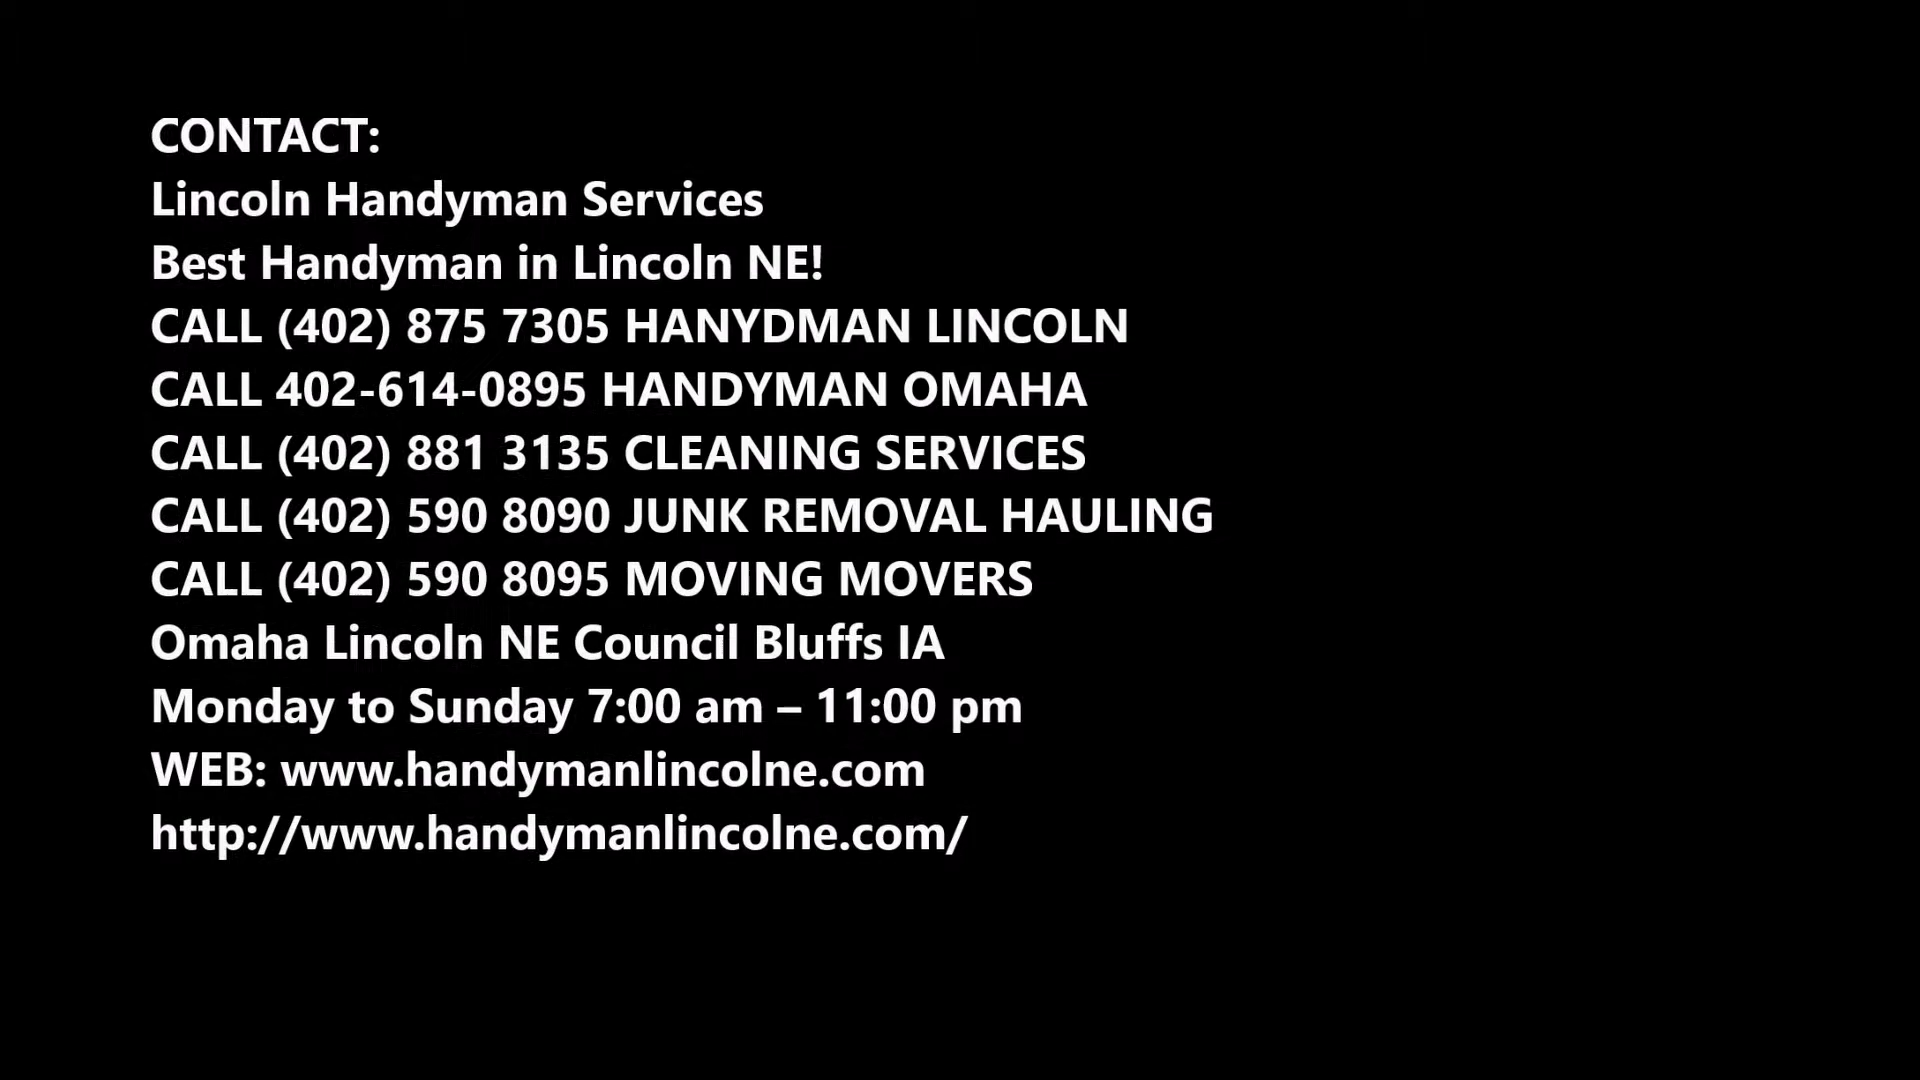 CONTACT:
Lincoln Handyman Services
Best Handyman in Lincoln NE!
CALL (402) 875 7305 HANYDMAN LINCOLN
CALL 402-614-0895 HANDYMAN OMAHA
CALL (402) 881 3135 CLEANING SERVICES
CALL (402) 590 8090 JUNK REMOVAL HAULING
CALL (402) 590 8095 MOVING MOVERS
Omaha Lincoln NE Council Bluffs IA
Monday to Sunday 7:00 am – 11:00 pm
WEB: www.handymanlincolne.com
http://www.handymanlincolne.com/